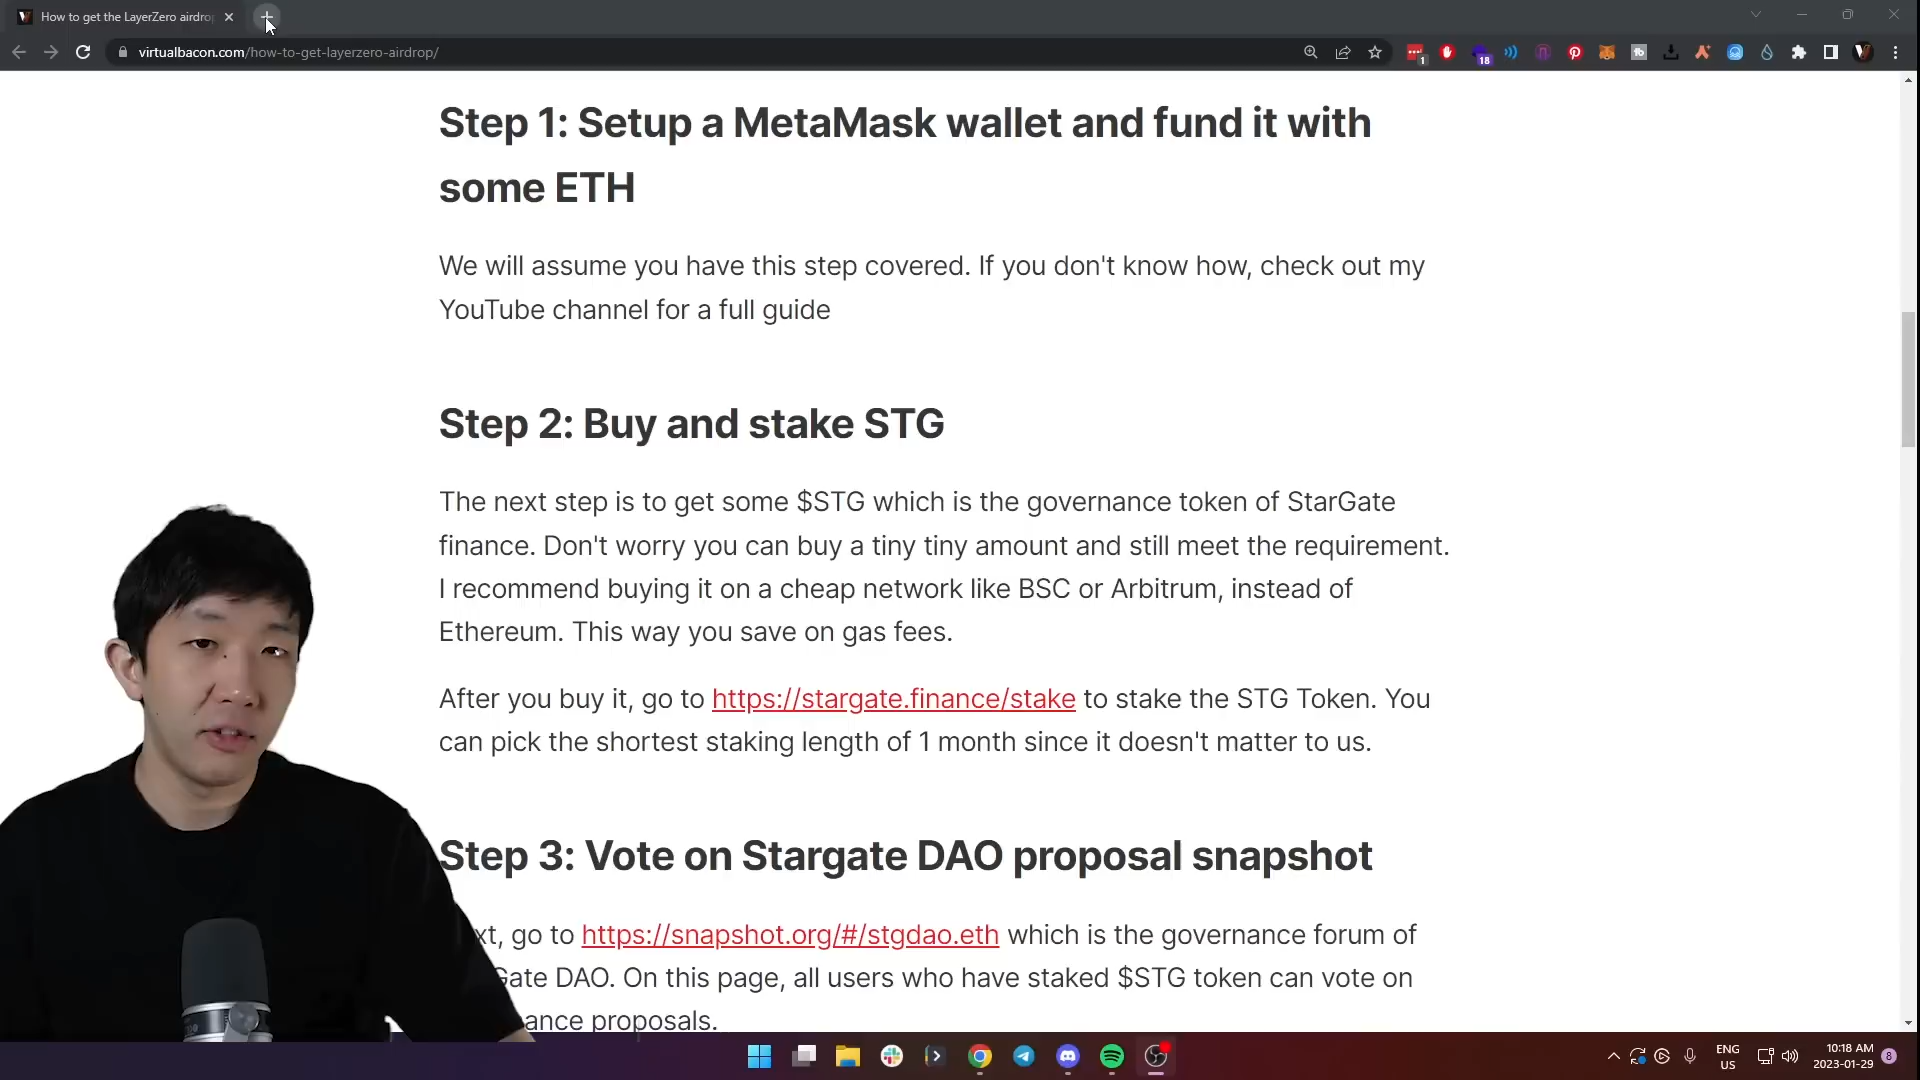 How to get the LayerZero airdro
virtualbacon.com/how-to-get-layerzero-airdrop/
1
18
fb
Step 1: Setup a MetaMask wallet and fund it with
some ETH
We will assume you have this step covered. If you don't know how, check out my
YouTube channel for a full guide
Step 2: Buy and stake STG
The next step is to get some $STG which is the governance token of StarGate
finance. Don't worry you can buy a tiny tiny amount and still meet the requirement.
I recommend buying it on a cheap network like BSC or Arbitrum, instead of
Ethereum. This way you save on gas fees.
After you buy it, go to https://stargate.finance/stake to stake the STG Token. You
can pick the shortest staking length of 1 month since it doesn't matter to us.
Step 3: Vote on Stargate DAO proposal snapshot
xt, go to https://snapshot.org/#/stgdao.eth which is the governance forum of
Gate DAO. On this page, all users who have staked $STG token can vote on
ance proposals.
ENG
US
10:18 AM
2023-01-29
8